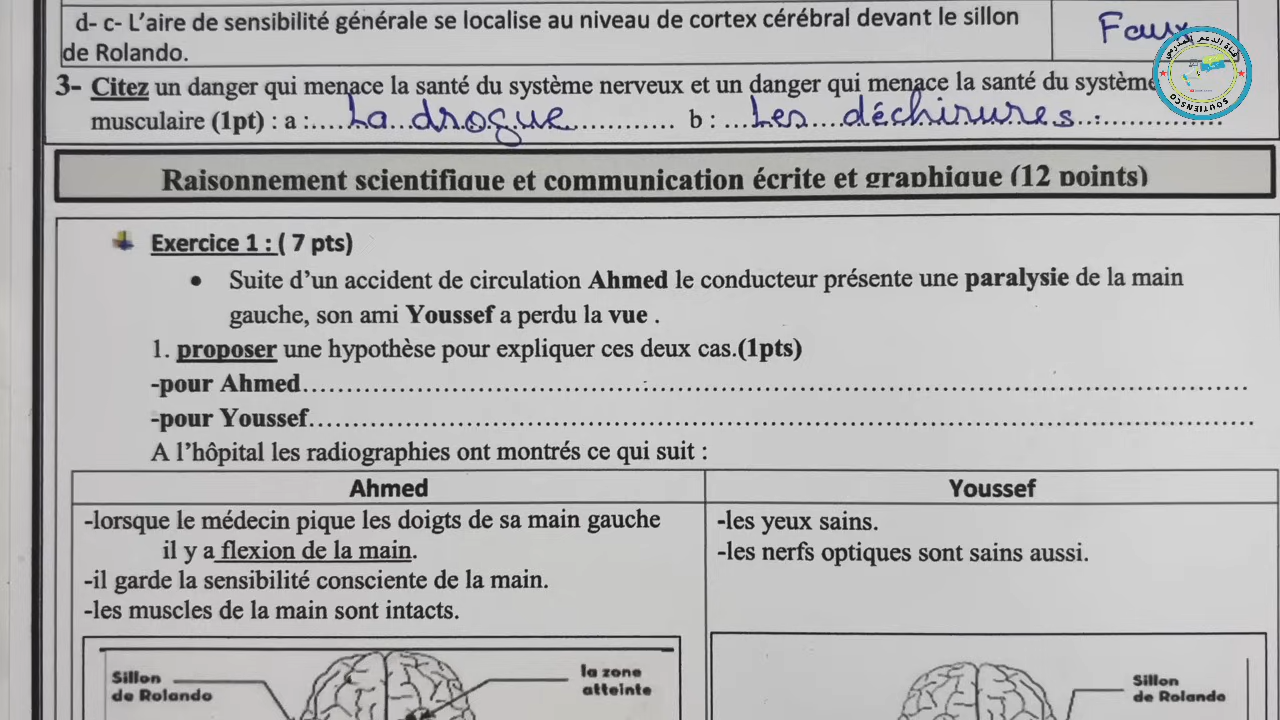 d- c- L’aire de sensibilité générale se localise au niveau de cortex cérébral devant le sillon
de Rolando.
Faux
3- Citez un danger qui menace la santé du système nerveux et un danger qui menace la santé du système
musculaire (1pt) : a :....La drogue............ b : ...Les déchirures...............
SOUTIENSCO
Raisonnement scientifique et communication écrite et graphique (12 points)
Exercice 1 : ( 7 pts)
• Suite d’un accident de circulation Ahmed le conducteur présente une paralysie de la main
gauche, son ami Youssef a perdu la vue .
1. proposer une hypothèse pour expliquer ces deux cas.(1pts)
-pour Ahmed...............................................................................................
-pour Youssef..............................................................................................
A l’hôpital les radiographies ont montrés ce qui suit :
Ahmed
Youssef
-lorsque le médecin pique les doigts de sa main gauche
il y a flexion de la main.
-il garde la sensibilité consciente de la main.
-les muscles de la main sont intacts.
-les yeux sains.
-les nerfs optiques sont sains aussi.
Sillon
de Rolando
la zone
atteinte
Sillon
de Rolando